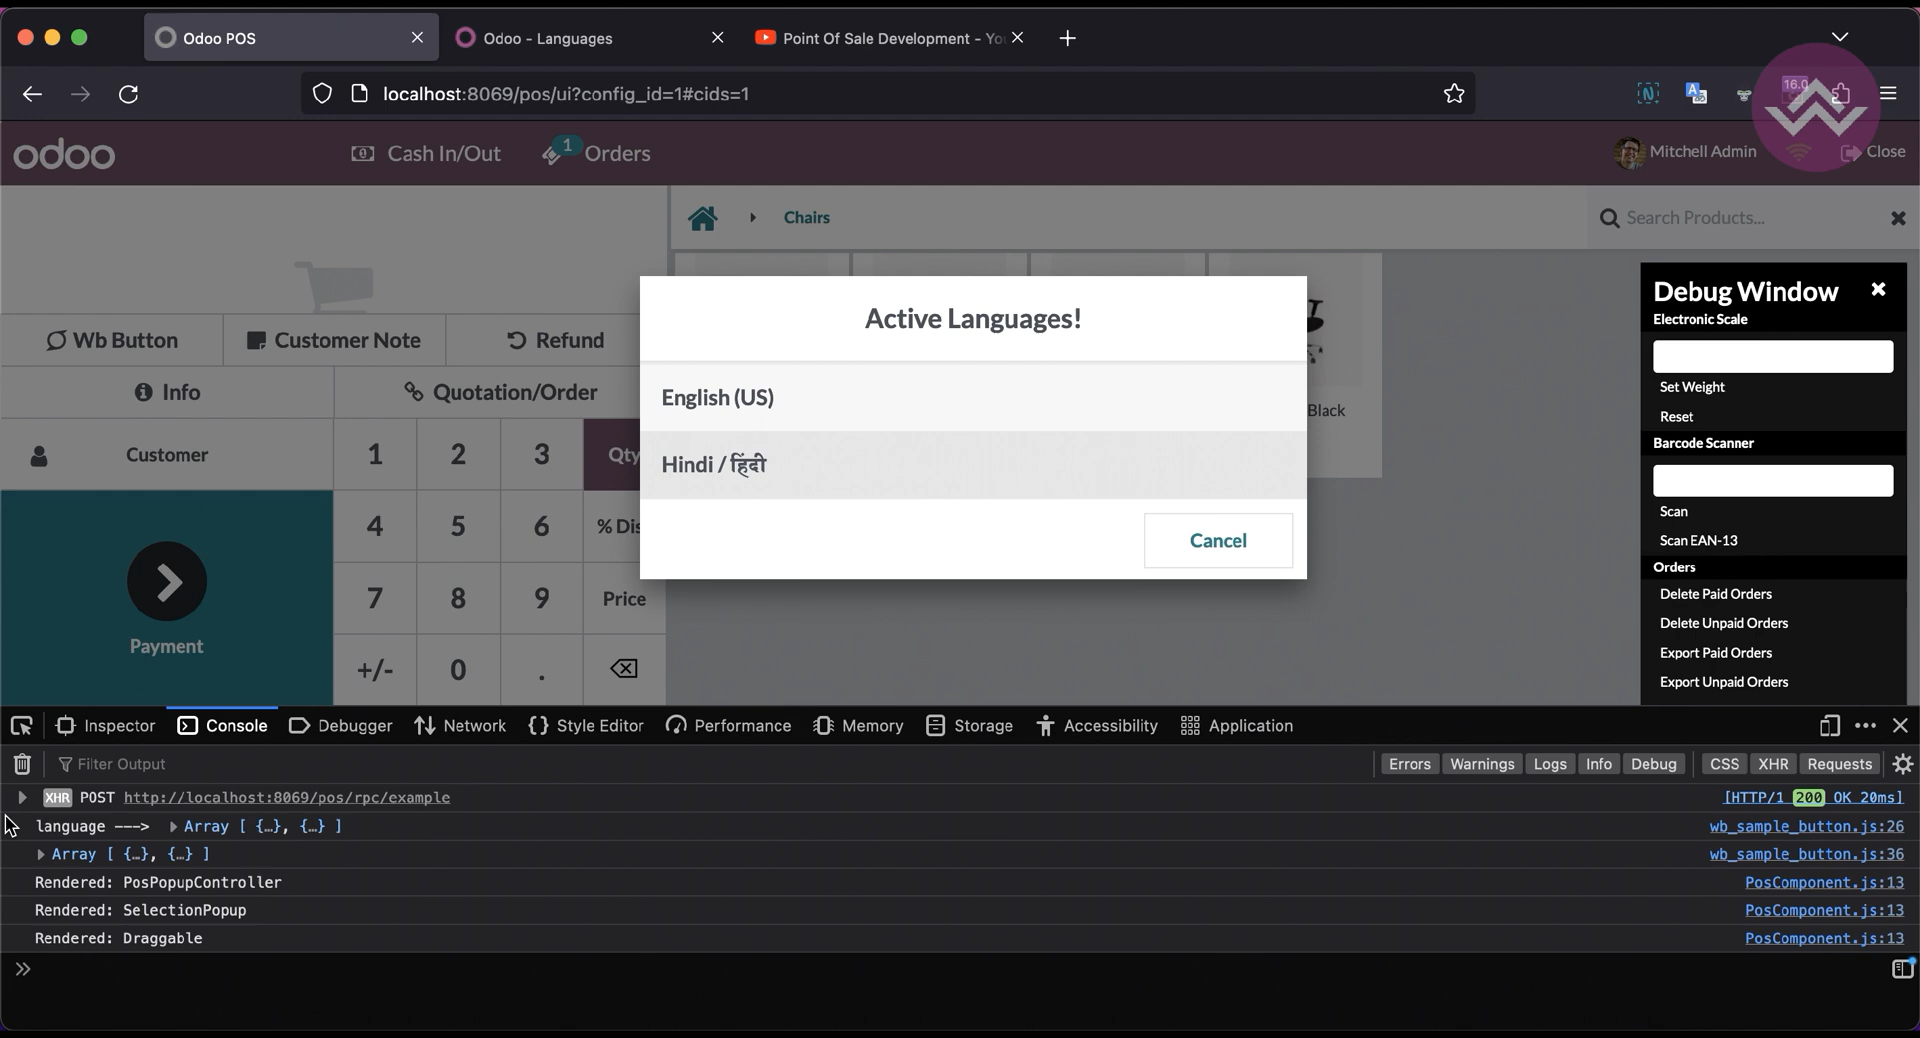 Odoo POS
Odoo - Languages
Point Of Sale Development - You
localhost:8069/pos/ui?config_id=1#cids=1
16.0
odoo
Cash In/Out
1
Orders
Mitchell Admin
Close
Chairs
Search Products...
Wb Button
Customer Note
Refund
Info
Quotation/Order
Customer
1
2
3
Qty
4
5
6
% Dis
7
8
9
Price
Payment
+/-
0
.
Black
Active Languages!
English (US)
Hindi / हिंदी
Cancel
Debug Window
Electronic Scale
Set Weight
Reset
Barcode Scanner
Scan
Scan EAN-13
Orders
Delete Paid Orders
Delete Unpaid Orders
Export Paid Orders
Export Unpaid Orders
Inspector
Console
Debugger
Network
Style Editor
Performance
Memory
Storage
Accessibility
Application
Filter Output
Errors
Warnings
Logs
Info
Debug
CSS
XHR
Requests
XHR POST http://localhost:8069/pos/rpc/example [HTTP/1 200 OK 20ms]
language ---> Array [ {…}, {…} ] wb_sample_button.js:26
Array [ {…}, {…} ] wb_sample_button.js:36
Rendered: PosPopupController PosComponent.js:13
Rendered: SelectionPopup PosComponent.js:13
Rendered: Draggable PosComponent.js:13